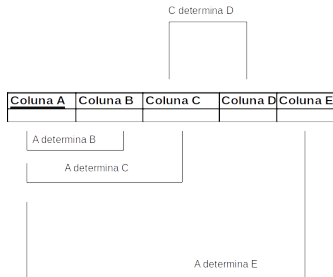 C determina D
Coluna A Coluna B Coluna C Coluna D Coluna E
A determina B
A determina C
A determina E